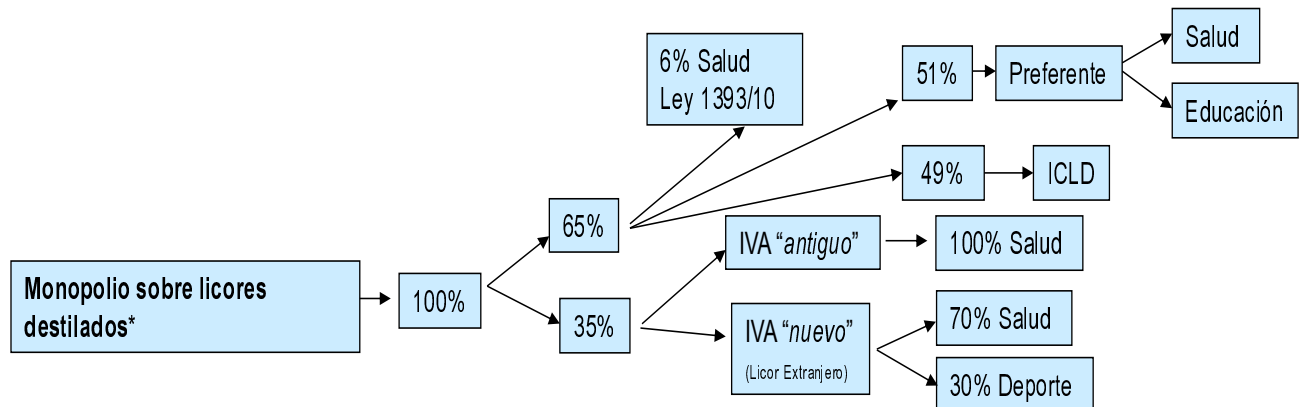 Salud
6% Salud
Ley 1393/10
51%
Preferente
Educación
49%
ICLD
65%
IVA “antiguo”
100% Salud
Monopolio sobre licores
destilados*
100%
35%
IVA “nuevo”
(Licor Extranjero)
70% Salud
30% Deporte